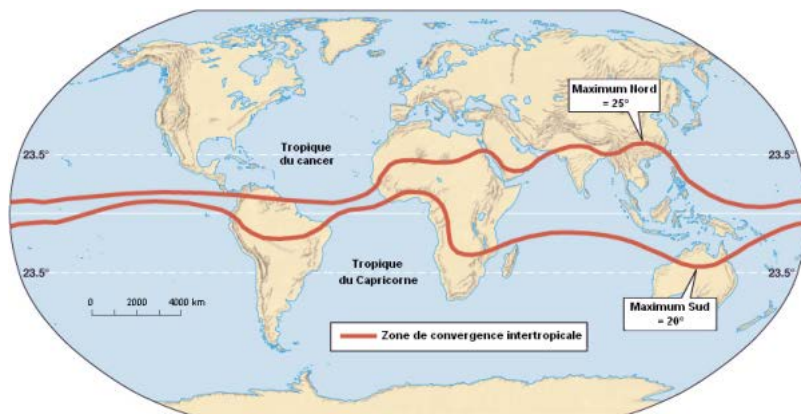 Maximum Nord
= 25°
Tropique
du cancer
23.5°
23.5°
Tropique
du Capricorne
23.5°
23.5°
0 2000 4000 km
Maximum Sud
= 20°
Zone de convergence intertropicale